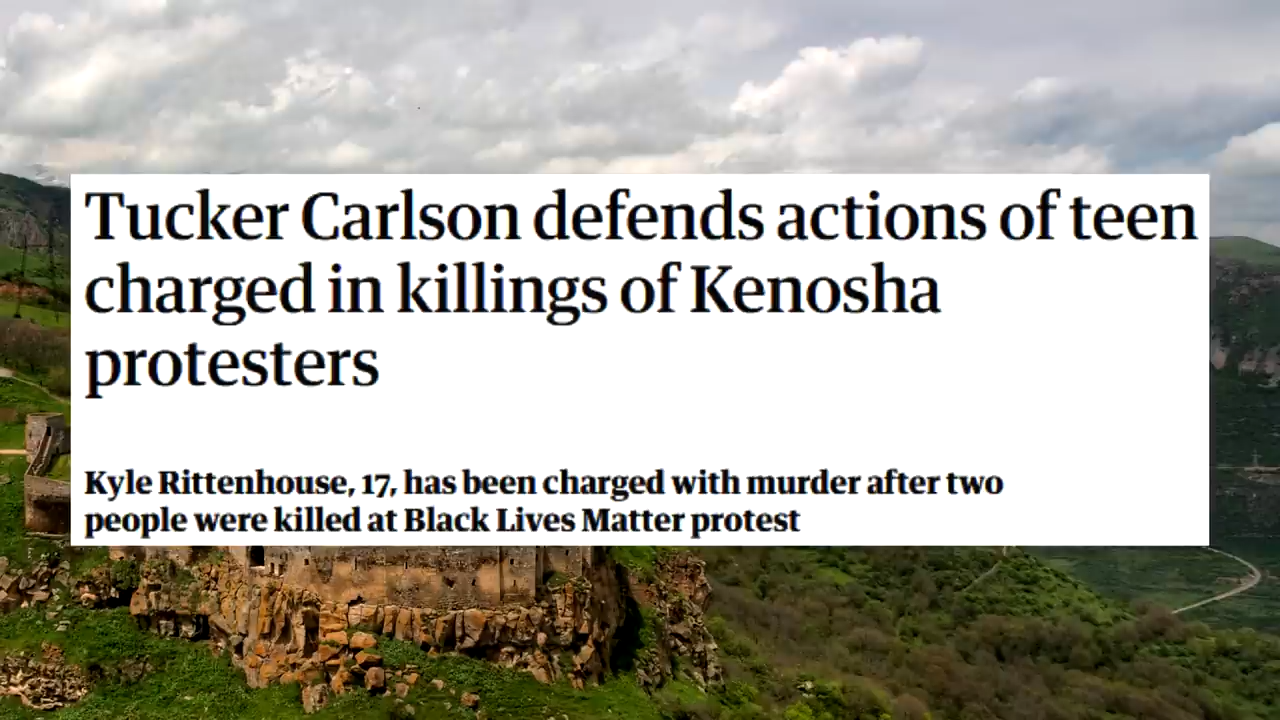 Tucker Carlson defends actions of teen
charged in killings of Kenosha
protesters
Kyle Rittenhouse, 17, has been charged with murder after two
people were killed at Black Lives Matter protest